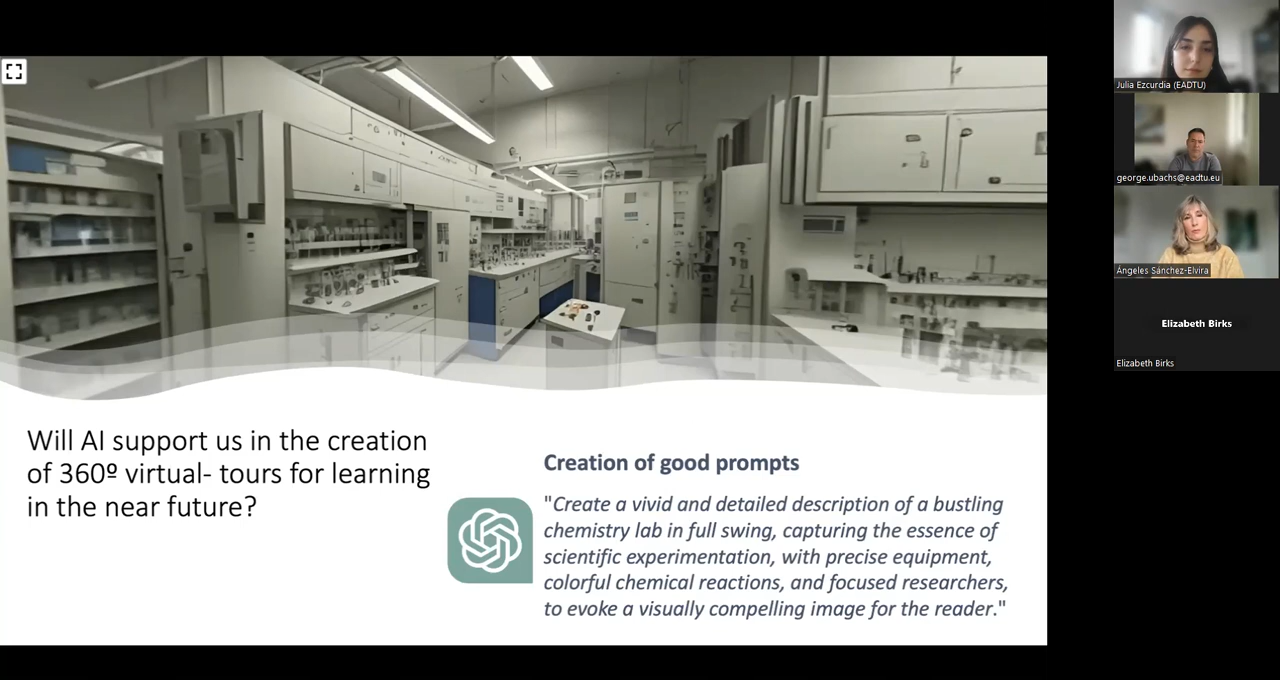 Will AI support us in the creation
of 360º virtual- tours for learning
in the near future?
Creation of good prompts
"Create a vivid and detailed description of a bustling
chemistry lab in full swing, capturing the essence of
scientific experimentation, with precise equipment,
colorful chemical reactions, and focused researchers,
to evoke a visually compelling image for the reader."
Julia Ezcurdia (EADTU)
george.ubachs@eadtu.eu
Ángeles Sánchez-Elvira
Elizabeth Birks
Elizabeth Birks